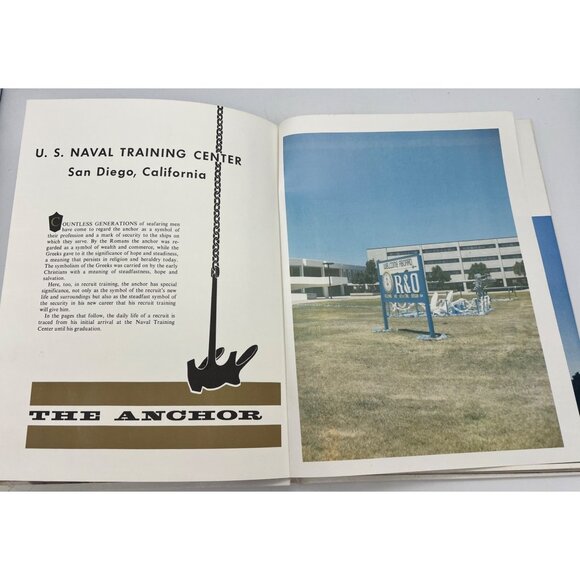 U. S. NAVAL TRAINING CENTER
San Diego, California
COUNTLESS GENERATIONS of seafaring men
have come to regard the anchor as a symbol of
their profession and a mark of security to the ships on
which they serve. By the Romans the anchor was re-
garded as a symbol of wealth and commerce, while the
Greeks gave to it the significance of hope and steadiness,
a meaning that persists in religion and heraldry today.
The symbolism of the Greeks was carried on by the early
Christians with a meaning of steadfastness, hope and
salvation.
Here, too, in recruit training, the anchor has special
significance, not only as the symbol of the recruit's new
life and surroundings but also as the steadfast symbol of
the security in his new career that his recruit training
will give him.
In the pages that follow, the daily life of a recruit is
traced from his initial arrival at the Naval Training
Center until his graduation.
THE ANCHOR
WELCOME ABOARD
R&O